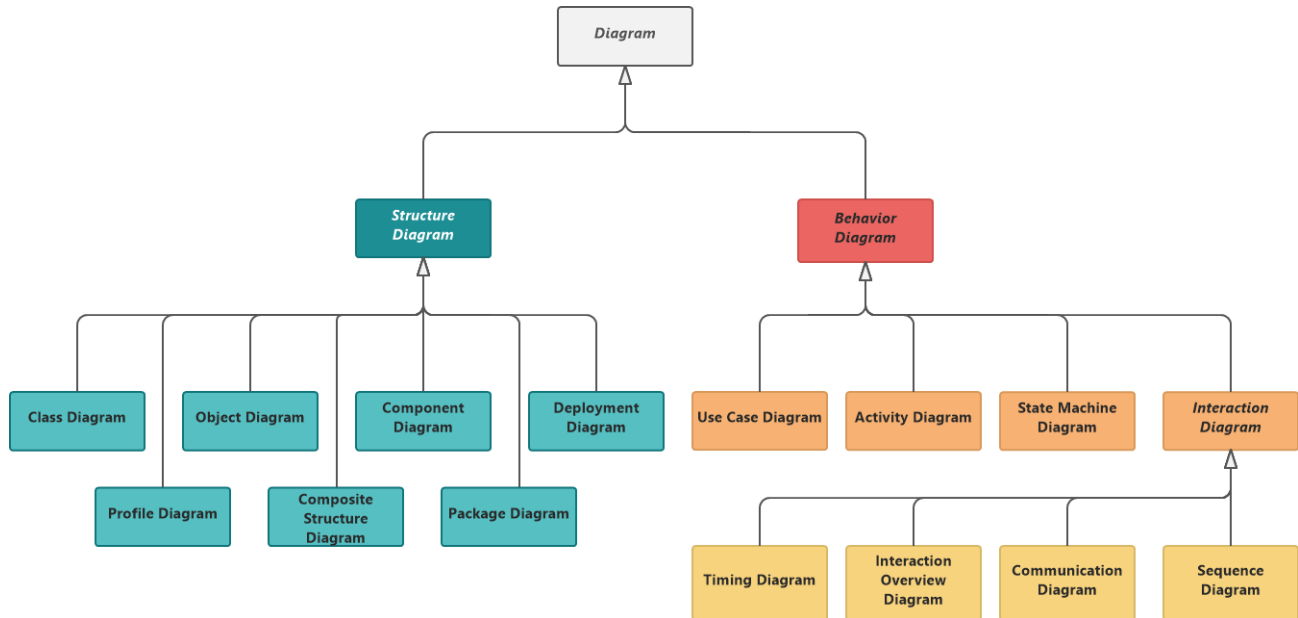 Diagram
Structure
Diagram
Behavior
Diagram
Class Diagram
Object Diagram
Component
Diagram
Deployment
Diagram
Use Case Diagram
Activity Diagram
State Machine
Diagram
Interaction
Diagram
Profile Diagram
Composite
Structure
Diagram
Package Diagram
Timing Diagram
Interaction
Overview
Diagram
Communication
Diagram
Sequence
Diagram